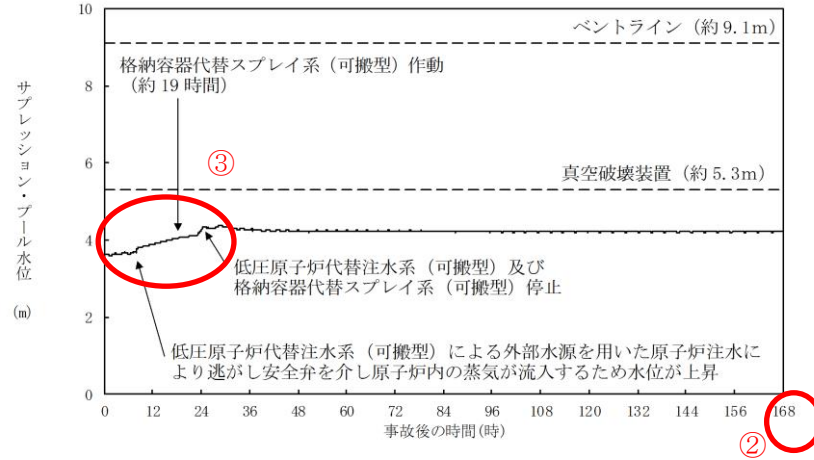 10
8
6
4
2
0
サプレッション・プール水位
(m)
ベントライン (約 9.1m)
格納容器代替スプレイ系 (可搬型) 作動
(約 19 時間)
③
真空破壊装置 (約 5.3m)
低圧原子炉代替注水系 (可搬型) 及び
格納容器代替スプレイ系 (可搬型) 停止
低圧原子炉代替注水系 (可搬型) による外部水源を用いた原子炉注水に
より逃がし安全弁を介し原子炉内の蒸気が流入するため水位が上昇
0 12 24 36 48 60 72 84 96 108 120 132 144 156 168
事故後の時間(時)
②